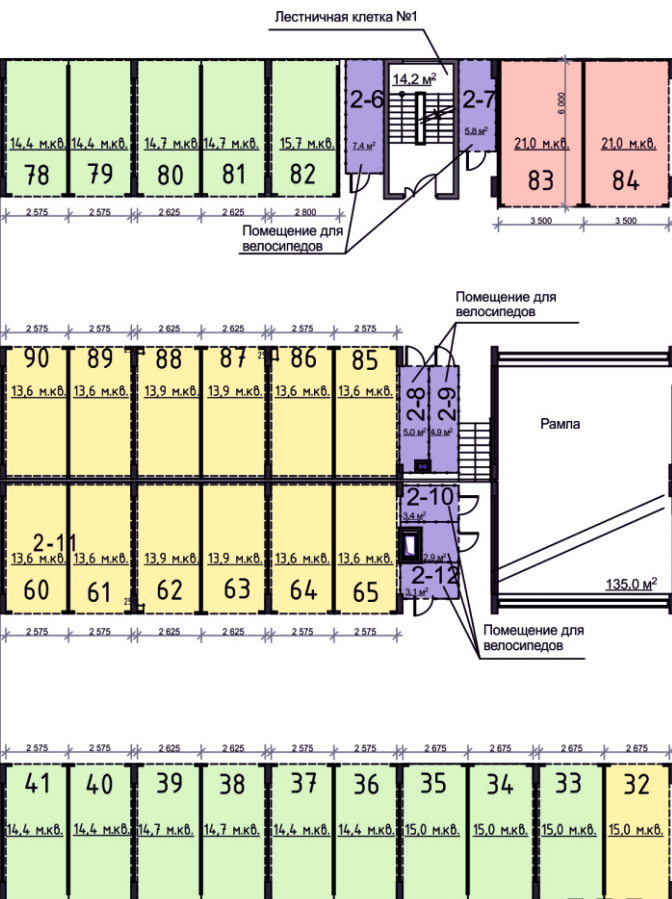 Лестничная клетка №1
14,2 м²
2-6
2-7
7.4 м²
5.8 м²
6 000
14,4 м.кв.
14,4 м.кв.
14,7 м.кв.
14,7 м.кв.
15,7 м.кв.
21,0 м.кв.
21,0 м.кв.
78
79
80
81
82
83
84
2 575
2 575
2 625
2 625
2 800
3 500
3 500
Помещение для
велосипедов
Помещение для
велосипедов
2 575
2 575
2 625
2 625
2 575
2 575
90
89
88
87
86
85
13,6 м.кв.
13,6 м.кв.
13,9 м.кв.
13,9 м.кв.
13,6 м.кв.
13,6 м.кв.
2-8
2-9
5.0 м²
4.9 м²
Рампа
2-10
3.4 м²
2-11
2.9 м²
13,6 м.кв.
13,6 м.кв.
13,9 м.кв.
13,9 м.кв.
13,6 м.кв.
13,6 м.кв.
2-12
3.1 м²
60
61
62
63
64
65
135.0 м²
2 575
2 575
2 625
2 625
2 575
2 575
Помещение для
велосипедов
2 575
2 575
2 625
2 625
2 575
2 575
2 675
2 675
2 675
2 675
41
40
39
38
37
36
35
34
33
32
14,4 м.кв.
14,4 м.кв.
14,7 м.кв.
14,7 м.кв.
14,4 м.кв.
14,4 м.кв.
15,0 м.кв.
15,0 м.кв.
15,0 м.кв.
15,0 м.кв.